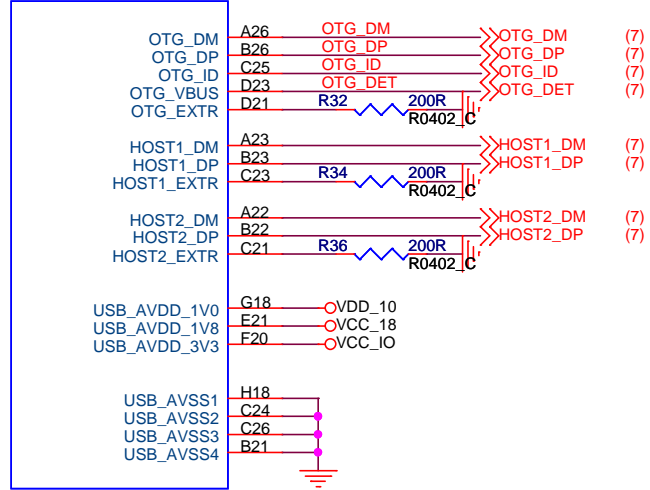 OTG_DM A26 OTG_DM OTG_DM (7)
OTG_DP B26 OTG_DP OTG_DP (7)
OTG_ID C25 OTG_ID OTG_ID (7)
OTG_VBUS D23 OTG_DET OTG_DET (7)
OTG_EXTR D21 R32 200R
R0402_C
HOST1_DM A23 HOST1_DM (7)
HOST1_DP B23 HOST1_DP (7)
HOST1_EXTR C23 R34 200R
R0402_C
HOST2_DM A22 HOST2_DM (7)
HOST2_DP B22 HOST2_DP (7)
HOST2_EXTR C21 R36 200R
R0402_C
USB_AVDD_1V0 G18 VDD_10
USB_AVDD_1V8 E21 VCC_18
USB_AVDD_3V3 F20 VCC_IO
USB_AVSS1 H18
USB_AVSS2 C24
USB_AVSS3 C26
USB_AVSS4 B21